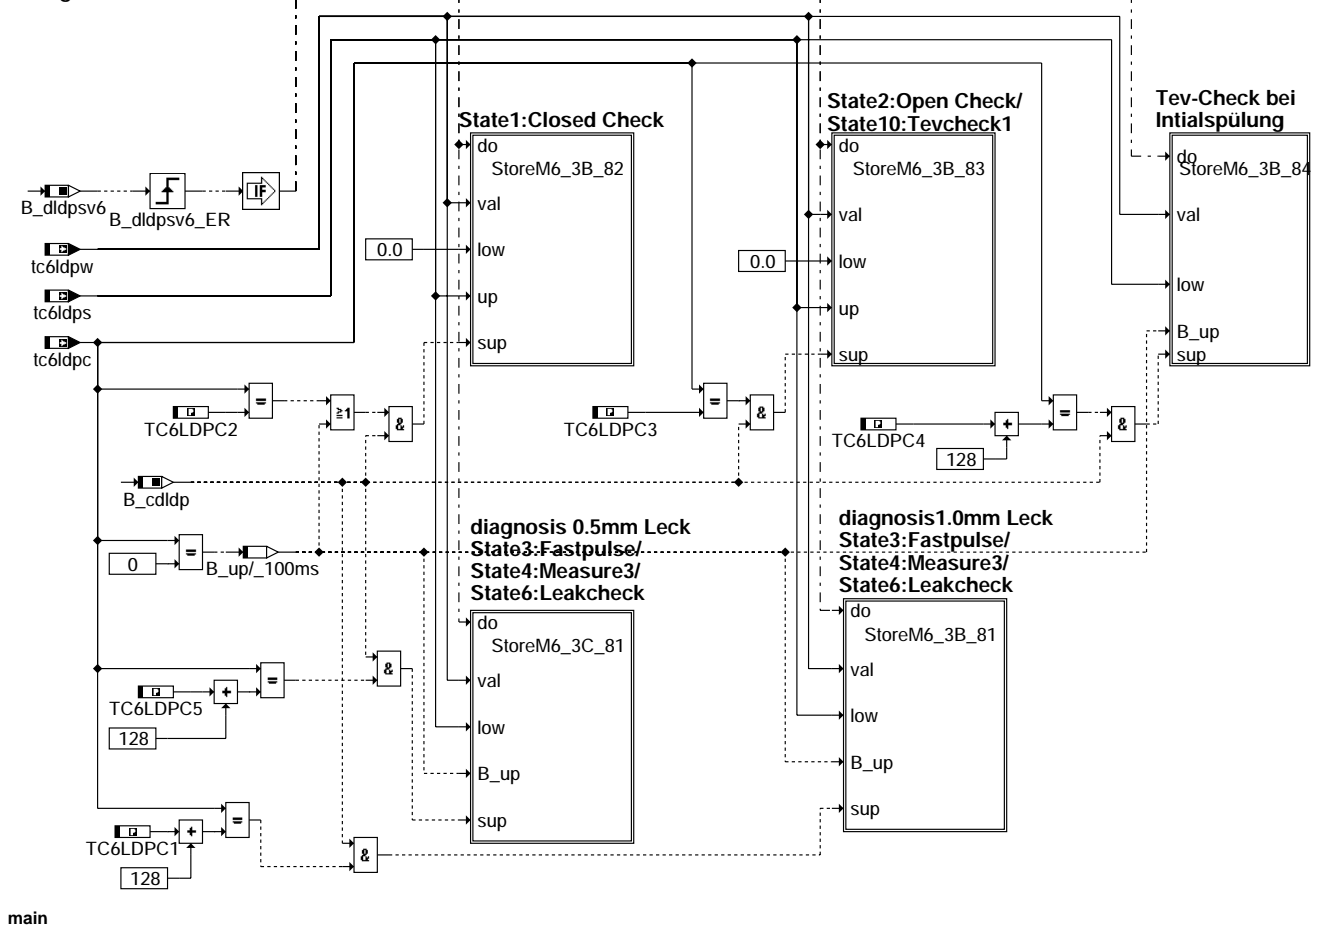 State1:Closed Check
State2:Open Check/
State10:Tevcheck1
Tev-Check bei
Intialspülung
do
StoreM6_3B_82
val
low
up
sup
do
StoreM6_3B_83
val
low
up
sup
do
StoreM6_3B_84
val
low
B_up
sup
B_dldpsv6
B_dldpsv6_ER
IF
tc6ldpw
tc6ldps
tc6ldpc
0.0
0.0
=
TC6LDPC2
≥1
&
=
TC6LDPC3
&
TC6LDPC4
+
128
=
&
B_cdldp
=
0
B_up/_100ms
diagnosis 0.5mm Leck
State3:Fastpulse/
State4:Measure3/
State6:Leakcheck
diagnosis1.0mm Leck
State3:Fastpulse/
State4:Measure3/
State6:Leakcheck
do
StoreM6_3C_81
val
low
B_up
sup
do
StoreM6_3B_81
val
low
B_up
sup
TC6LDPC5
+
128
=
&
TC6LDPC1
+
128
=
&
main